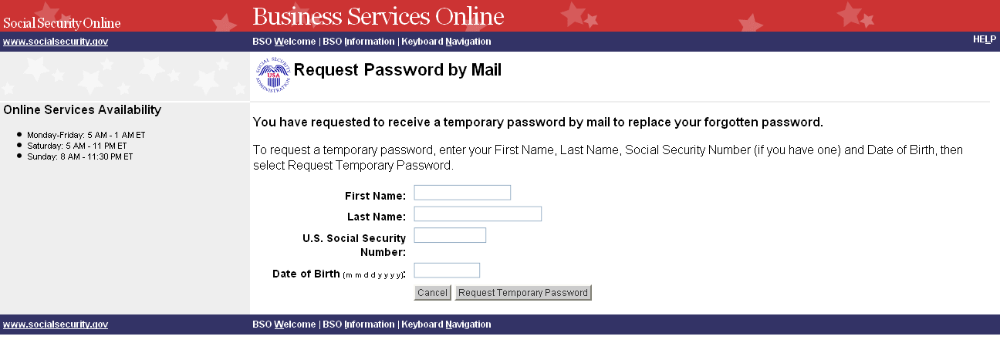 Social Security Online
Business Services Online
www.socialsecurity.gov
BSO Welcome | BSO Information | Keyboard Navigation
HELP
SOCIAL SECURITY ADMINISTRATION
USA
Request Password by Mail
Online Services Availability
Monday-Friday: 5 AM - 1 AM ET
Saturday: 5 AM - 11 PM ET
Sunday: 8 AM - 11:30 PM ET
You have requested to receive a temporary password by mail to replace your forgotten password.
To request a temporary password, enter your First Name, Last Name, Social Security Number (if you have one) and Date of Birth, then
select Request Temporary Password.
First Name:
Last Name:
U.S. Social Security
Number:
Date of Birth (m m d d y y y y):
Cancel
Request Temporary Password
www.socialsecurity.gov
BSO Welcome | BSO Information | Keyboard Navigation